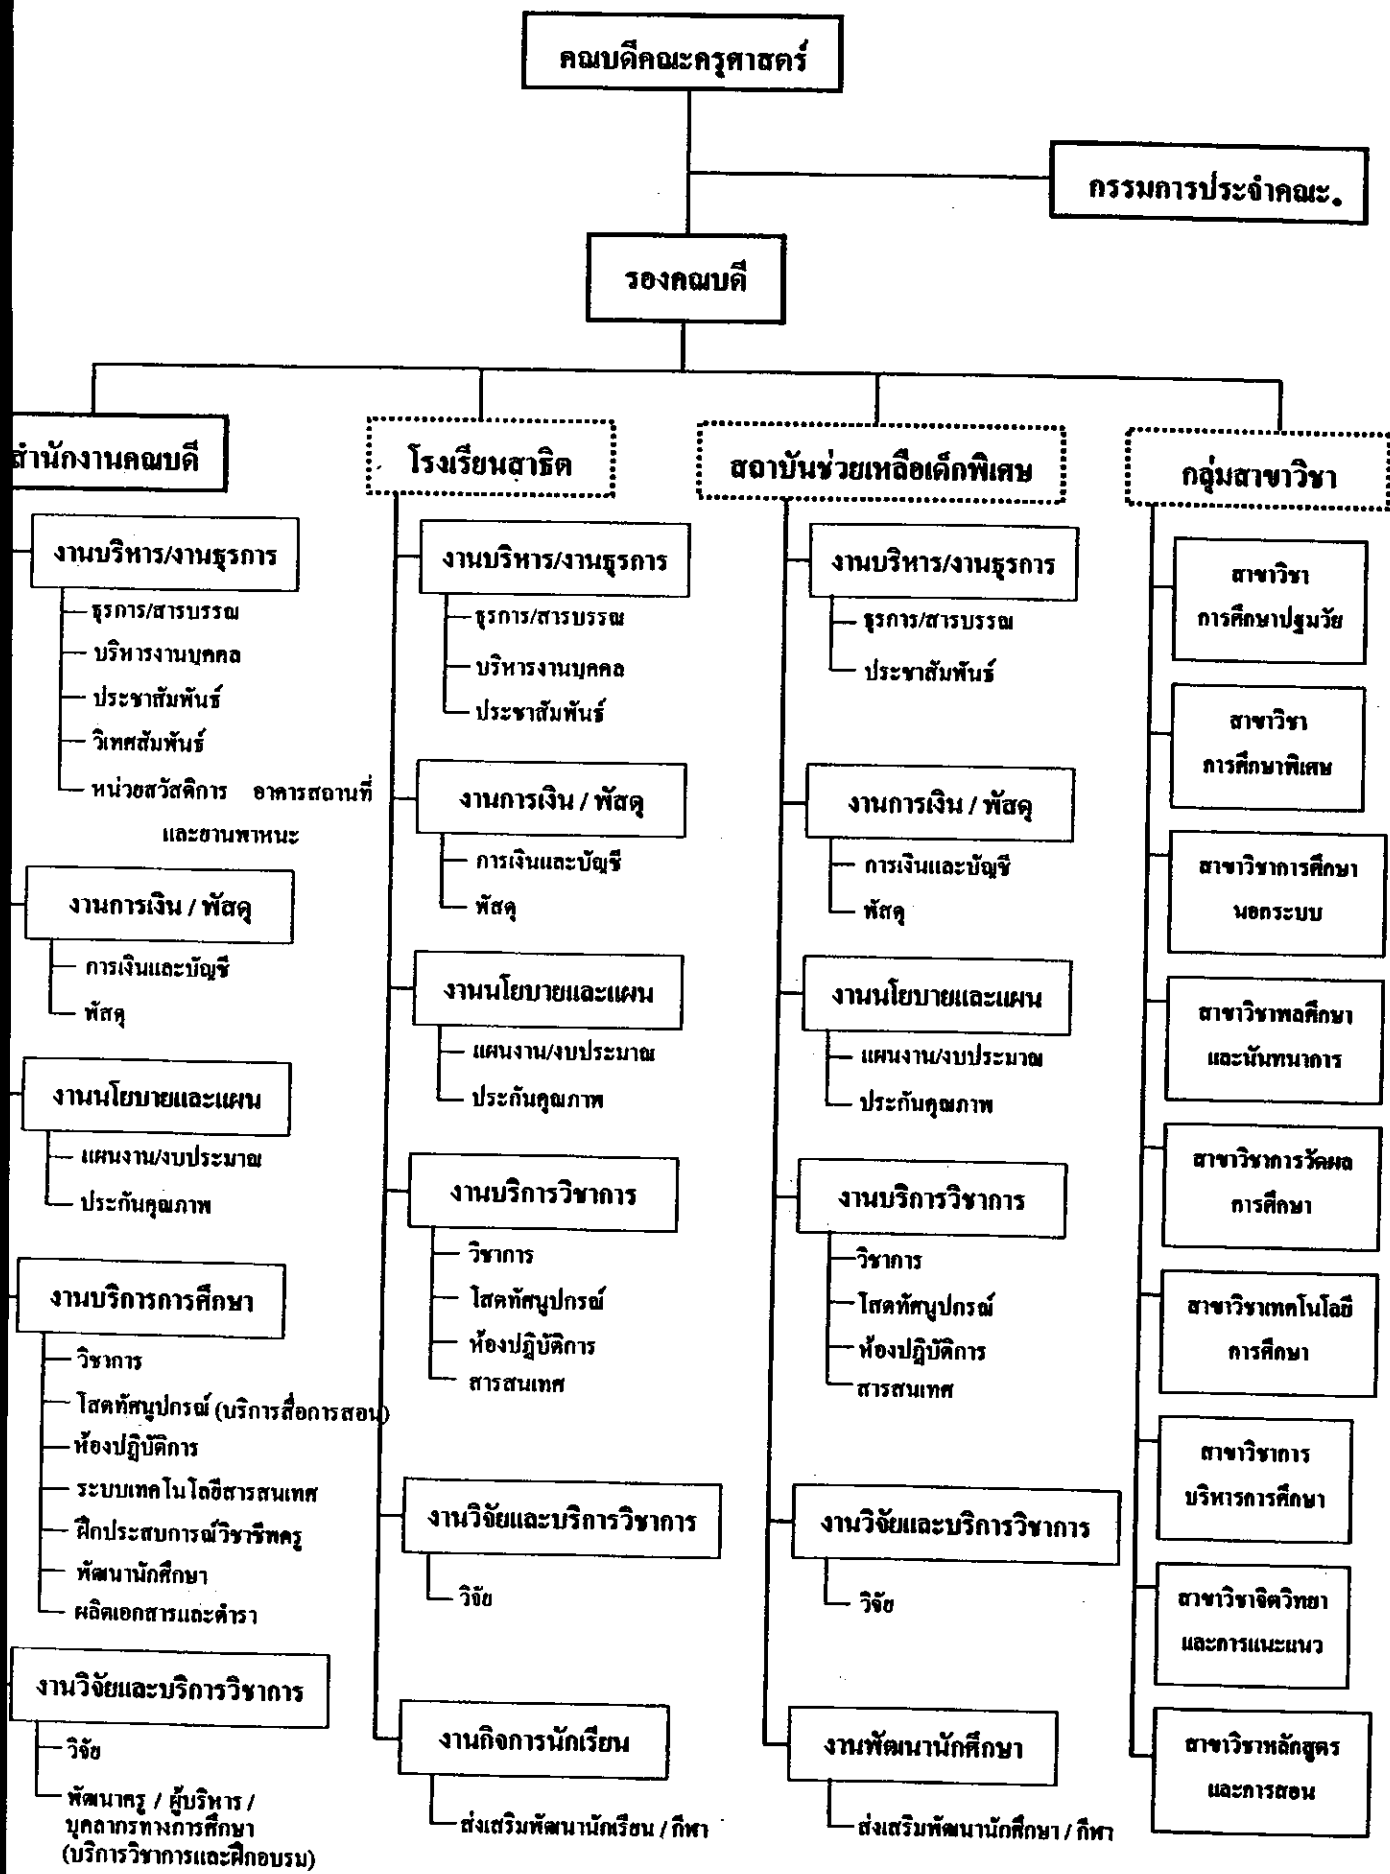 คณบดีคณะครุศาสตร์
กรรมการประจำคณะ.
รองคณบดี
สำนักงานคณบดี
งานบริหาร/งานธุรการ
ธุรการ/สารบรรณ
บริหารงานบุคคล
ประชาสัมพันธ์
วิเทศสัมพันธ์
หน่วยสวัสดิการ อาคารสถานที่
และยานพาหนะ
งานการเงิน / พัสดุ
การเงินและบัญชี
พัสดุ
งานนโยบายและแผน
แผนงาน/งบประมาณ
ประกันคุณภาพ
งานบริการการศึกษา
วิชาการ
โสตทัศนูปกรณ์ (บริการสื่อการสอน)
ห้องปฏิบัติการ
ระบบเทคโนโลยีสารสนเทศ
ฝึกประสบการณ์วิชาชีพครู
พัฒนานักศึกษา
ผลิตเอกสารและตำรา
งานวิจัยและบริการวิชาการ
วิจัย
พัฒนาครู / ผู้บริหาร /
บุคลากรทางการศึกษา
(บริการวิชาการและฝึกอบรม)
โรงเรียนสาธิต
งานบริหาร/งานธุรการ
ธุรการ/สารบรรณ
บริหารงานบุคคล
ประชาสัมพันธ์
งานการเงิน / พัสดุ
การเงินและบัญชี
พัสดุ
งานนโยบายและแผน
แผนงาน/งบประมาณ
ประกันคุณภาพ
งานบริการวิชาการ
วิชาการ
โสตทัศนูปกรณ์
ห้องปฏิบัติการ
สารสนเทศ
งานวิจัยและบริการวิชาการ
วิจัย
งานกิจการนักเรียน
ส่งเสริมพัฒนานักเรียน / กีฬา
สถาบันช่วยเหลือเด็กพิเศษ
งานบริหาร/งานธุรการ
ธุรการ/สารบรรณ
ประชาสัมพันธ์
งานการเงิน / พัสดุ
การเงินและบัญชี
พัสดุ
งานนโยบายและแผน
แผนงาน/งบประมาณ
ประกันคุณภาพ
งานบริการวิชาการ
วิชาการ
โสตทัศนูปกรณ์
ห้องปฏิบัติการ
สารสนเทศ
งานวิจัยและบริการวิชาการ
วิจัย
งานพัฒนานักศึกษา
ส่งเสริมพัฒนานักศึกษา / กีฬา
กลุ่มสาขาวิชา
สาขาวิชา
การศึกษาปฐมวัย
สาขาวิชา
การศึกษาพิเศษ
สาขาวิชาการศึกษา
นอกระบบ
สาขาวิชาพลศึกษา
และนันทนาการ
สาขาวิชาการวัดผล
การศึกษา
สาขาวิชาเทคโนโลยี
การศึกษา
สาขาวิชาการ
บริหารการศึกษา
สาขาวิชาจิตวิทยา
และการแนะแนว
สาขาวิชาหลักสูตร
และการสอน